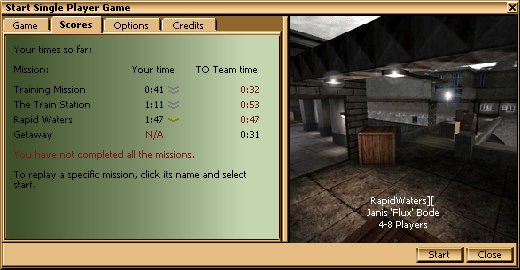 Start Single Player Game
Game Scores Options Credits
Your times so far:
Mission: Your time TO Team time
Training Mission 0:41 0:32
The Train Station 1:11 0:53
Rapid Waters 1:47 0:47
Getaway N/A 0:31
You have not completed all the missions.
To replay a specific mission, click its name and select
start.
RapidWaters][
Janis 'Flux' Bode
4-8 Players
Start Close